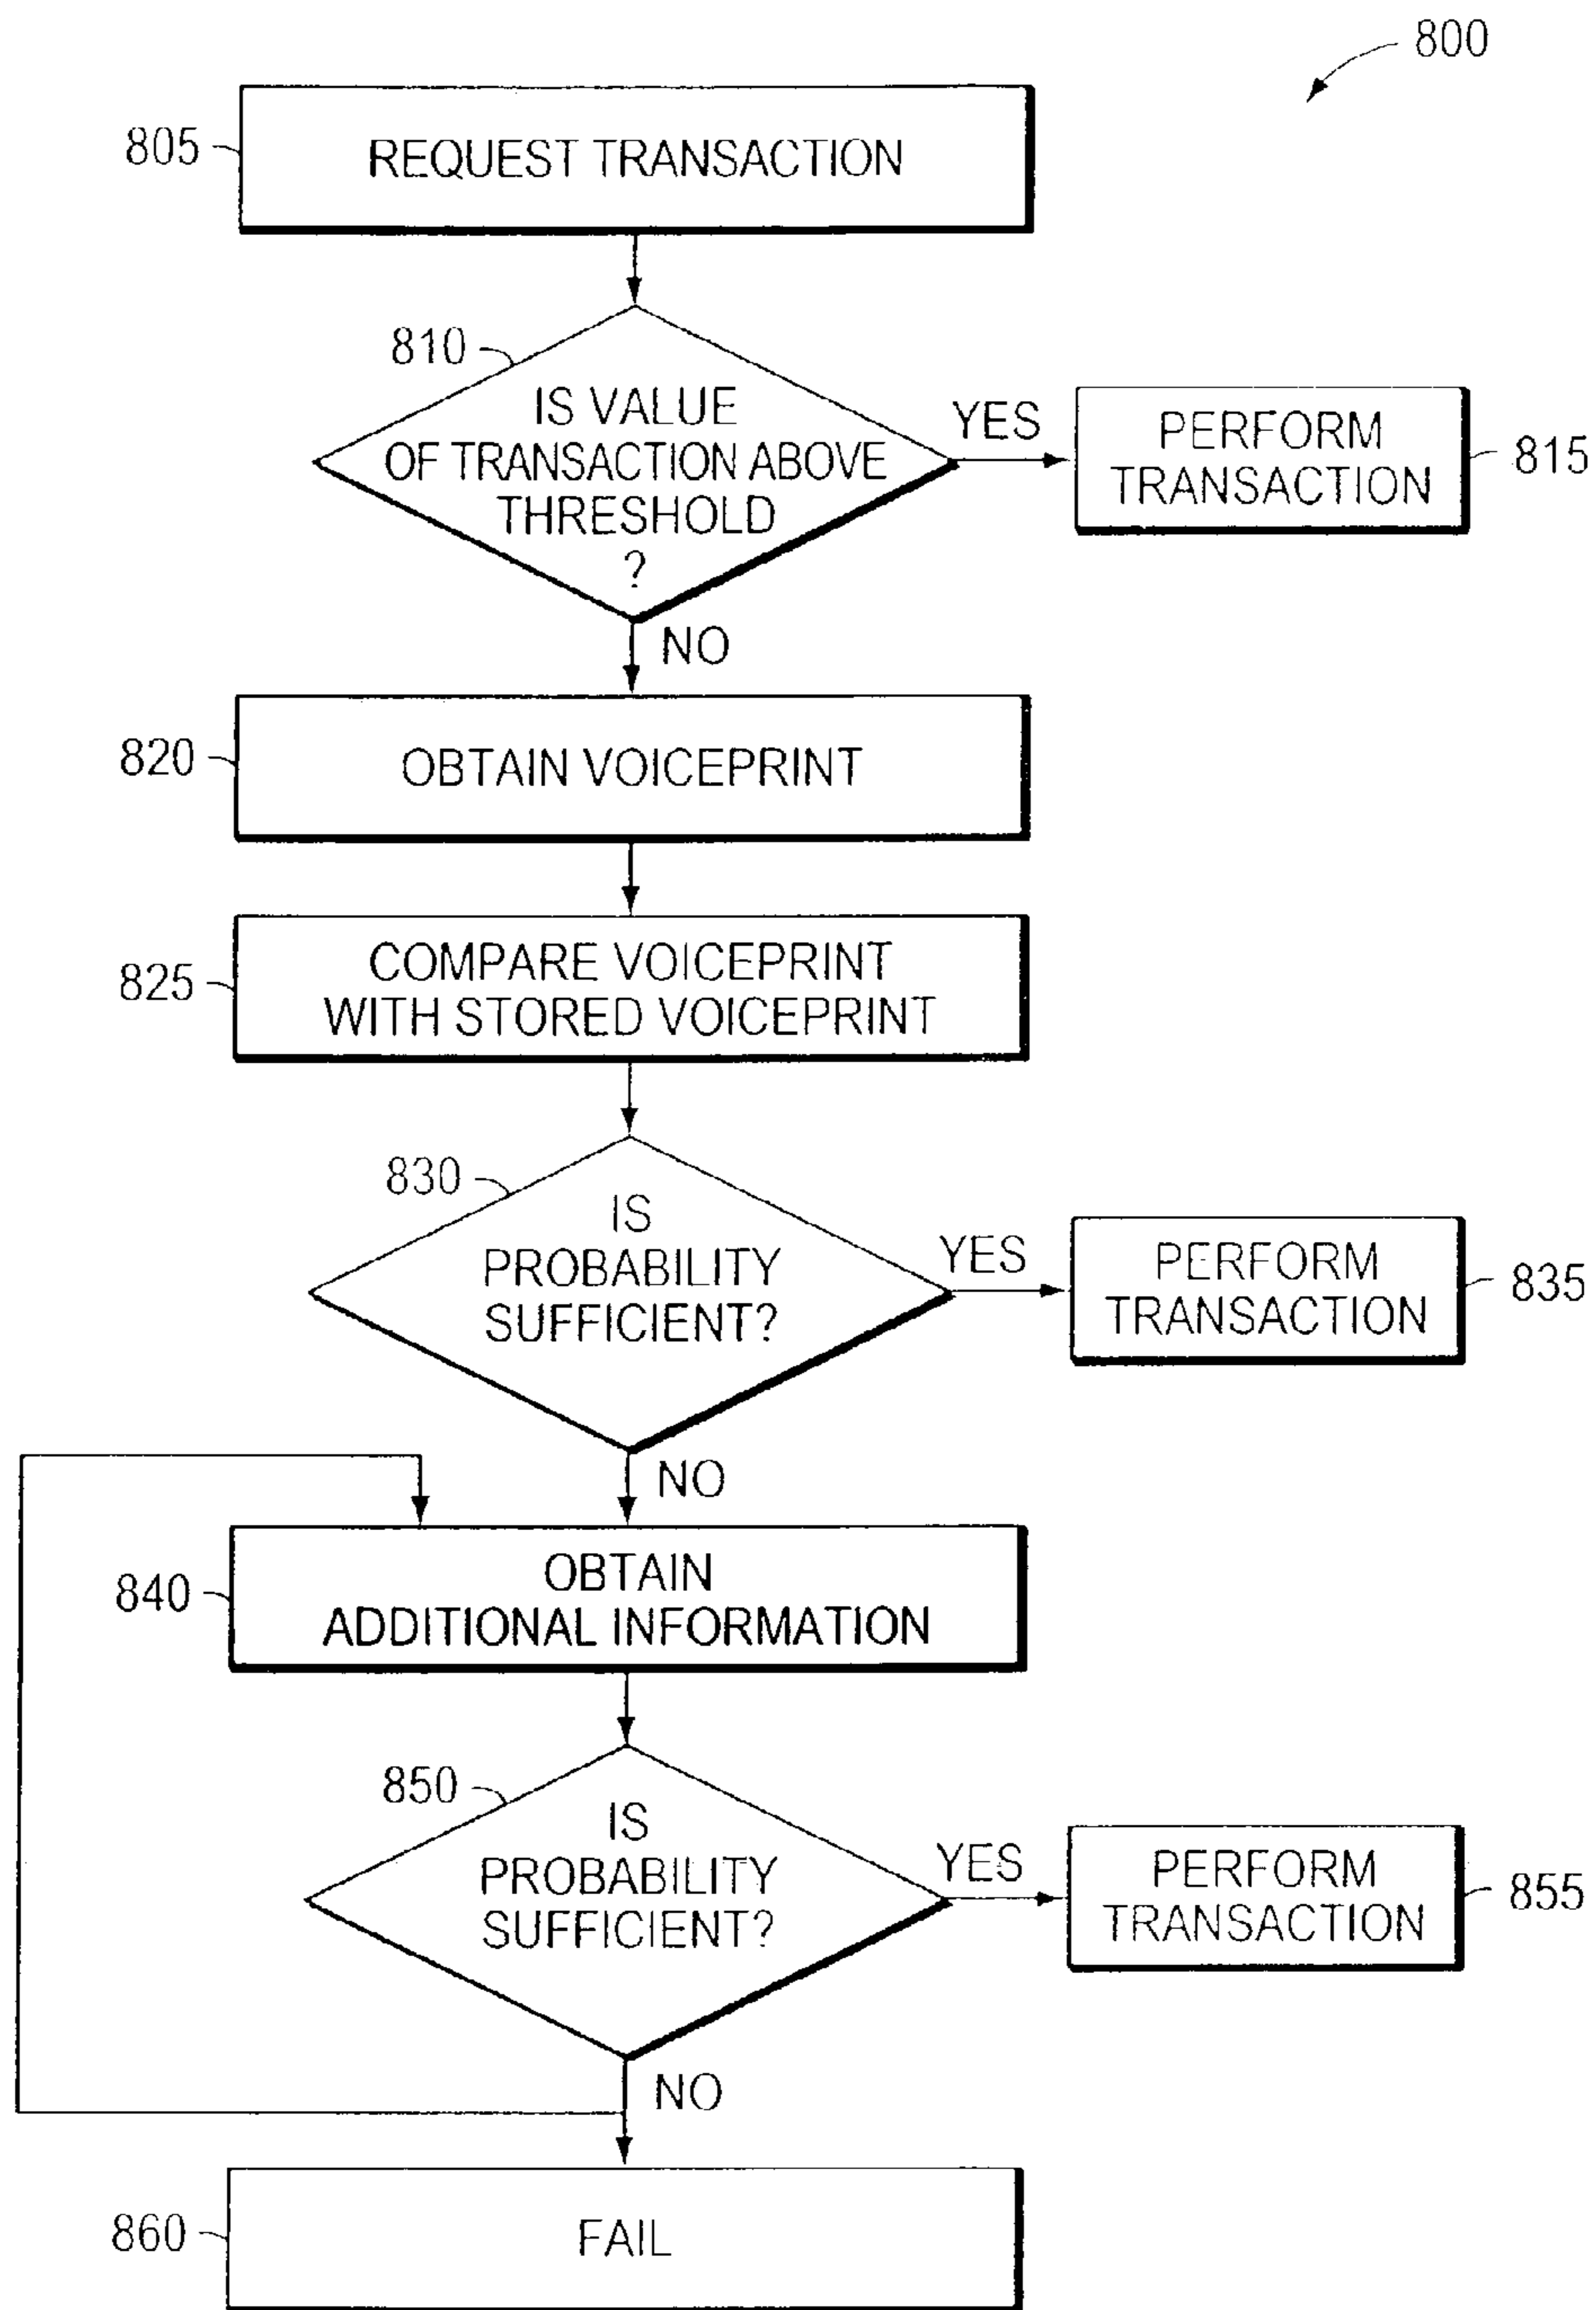 800
805
REQUEST TRANSACTION
810
IS VALUE
OF TRANSACTION ABOVE
THRESHOLD
?
YES
PERFORM
TRANSACTION
815
NO
820
OBTAIN VOICEPRINT
825
COMPARE VOICEPRINT
WITH STORED VOICEPRINT
830
IS
PROBABILITY
SUFFICIENT?
YES
PERFORM
TRANSACTION
835
NO
840
OBTAIN
ADDITIONAL INFORMATION
850
IS
PROBABILITY
SUFFICIENT?
YES
PERFORM
TRANSACTION
855
NO
860
FAIL